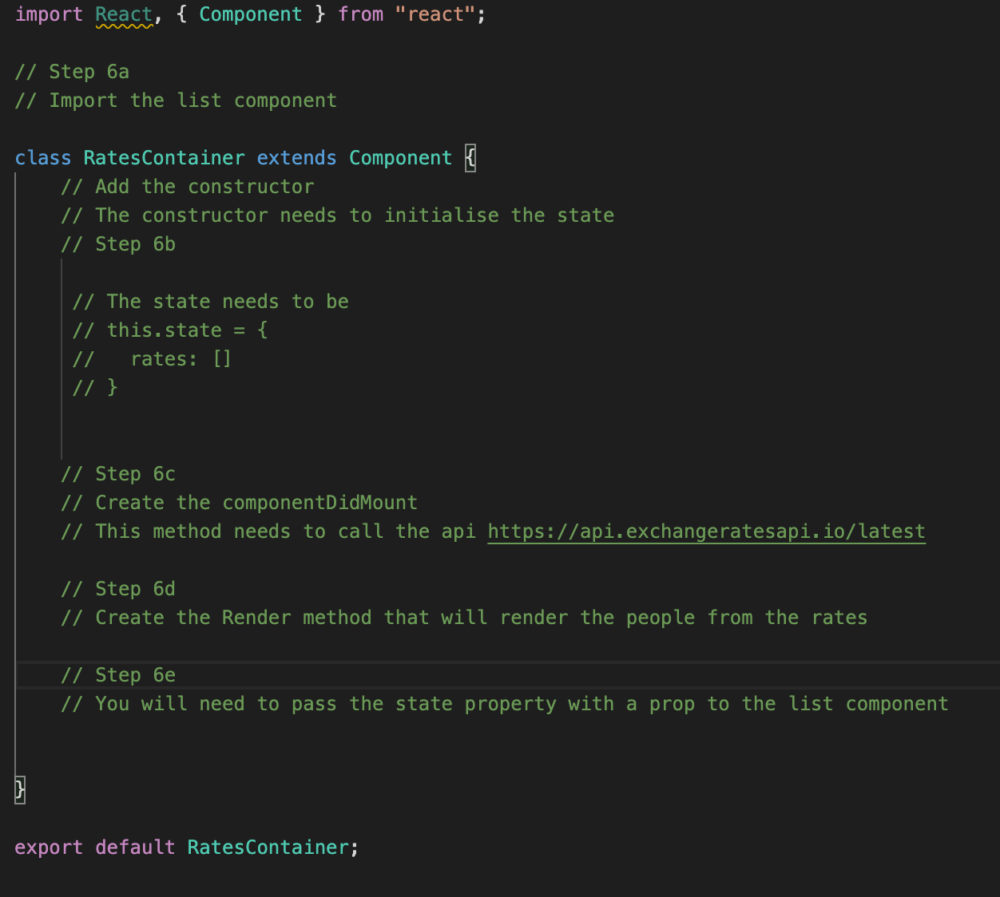 import React, { Component } from "react";
// Step 6a
// Import the list component
class RatesContainer extends Component {
// Add the constructor
// The constructor needs to initialise the state
// Step 6b
// The state needs to be
// this.state = {
//   rates: []
// }
// Step 6c
// Create the componentDidMount
// This method needs to call the api https://api.exchangeratesapi.io/latest
// Step 6d
// Create the Render method that will render the people from the rates
// Step 6e
// You will need to pass the state property with a prop to the list component
}
export default RatesContainer;